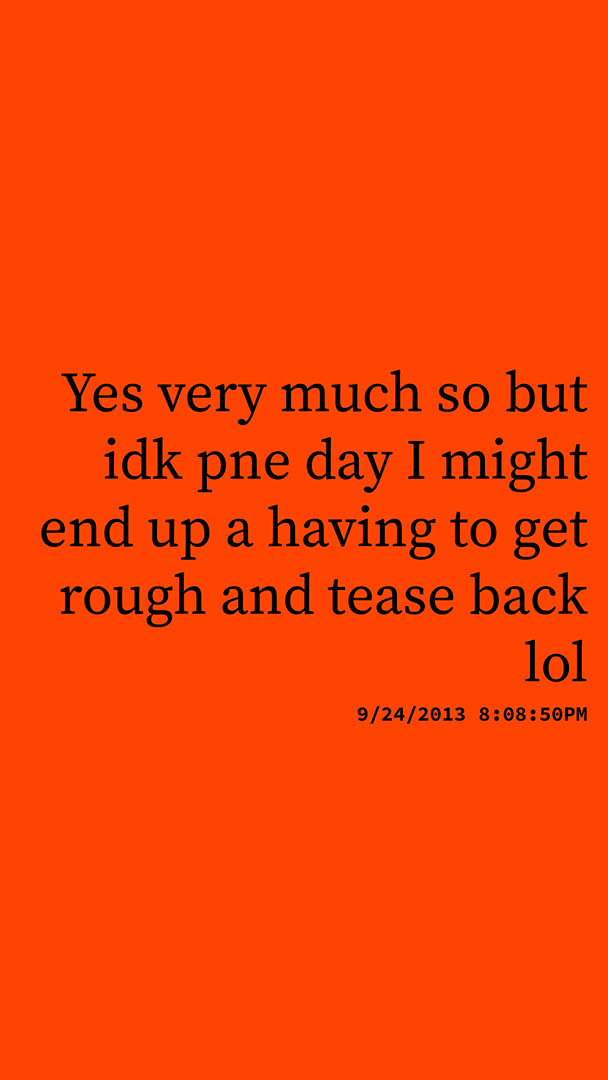 Yes very much so but
idk pne day I might
end up a having to get
rough and tease back
lol
9/24/2013 8:08:50PM